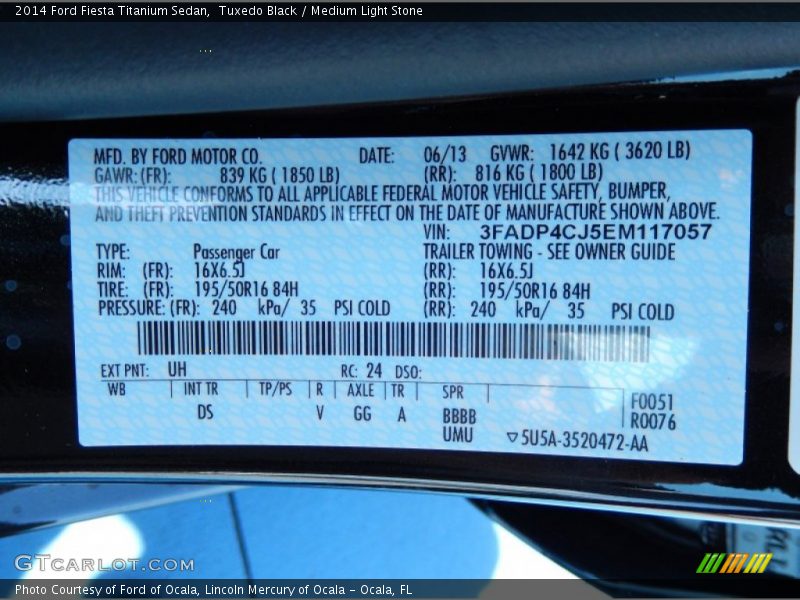 2014 Ford Fiesta Titanium Sedan,  Tuxedo Black / Medium Light Stone
MFD. BY FORD MOTOR CO. DATE: 06/13 GVWR: 1642 KG ( 3620 LB)
GAWR:(FR): 839 KG ( 1850 LB) (RR): 816 KG ( 1800 LB)
THIS VEHICLE CONFORMS TO ALL APPLICABLE FEDERAL MOTOR VEHICLE SAFETY, BUMPER,
AND THEFT PREVENTION STANDARDS IN EFFECT ON THE DATE OF MANUFACTURE SHOWN ABOVE.
VIN: 3FADP4CJ5EM117057
TYPE: Passenger Car TRAILER TOWING - SEE OWNER GUIDE
RIM: (FR): 16X6.5J (RR): 16X6.5J
TIRE: (FR): 195/50R16 84H (RR): 195/50R16 84H
PRESSURE: (FR): 240 kPa/ 35 PSI COLD (RR): 240 kPa/ 35 PSI COLD
EXT PNT: UH RC: 24 DSO:
WB INT TR TP/PS R AXLE TR SPR F0051
DS V GG A BBBB R0076
UMU ▽5U5A-3520472-AA
GTCARLOT.COM
Photo Courtesy of Ford of Ocala, Lincoln Mercury of Ocala - Ocala, FL